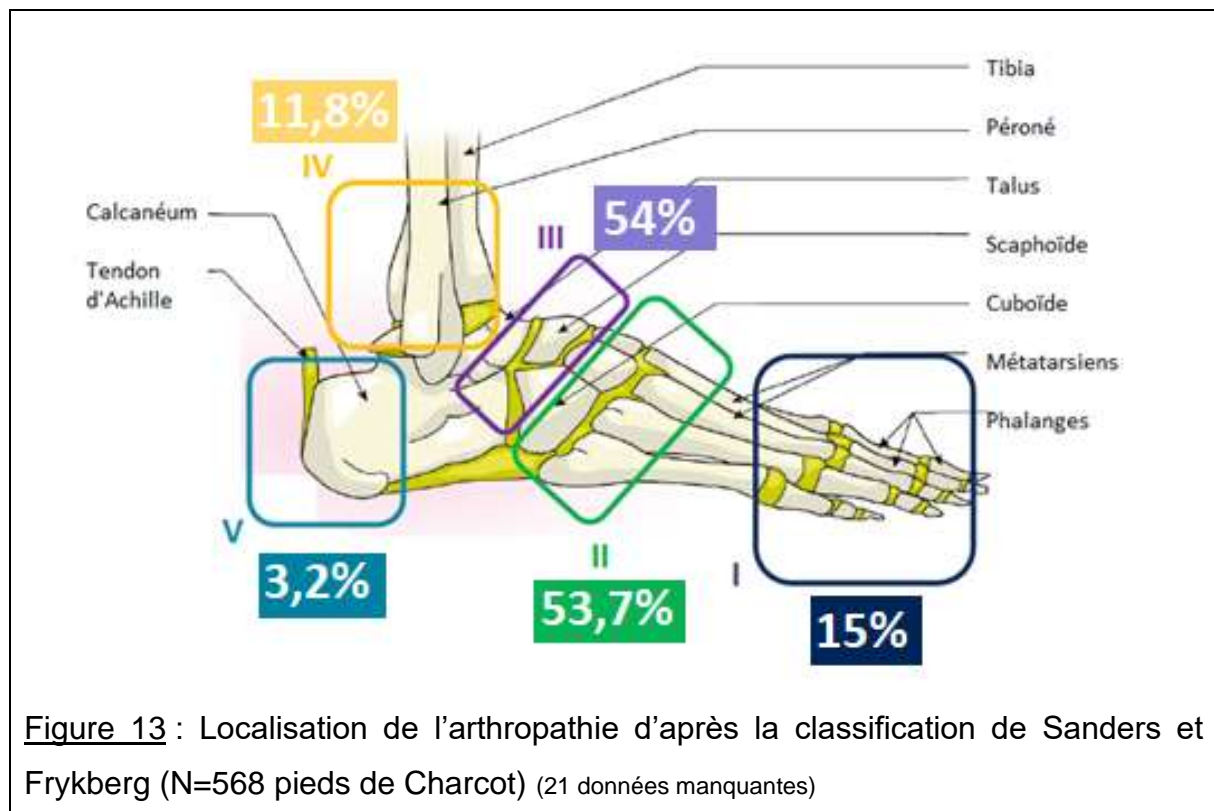 Tibia
11,8%
Péroné
IV
Talus
Calcanéum
54%
III
Scaphoïde
Tendon
d'Achille
Cuboïde
Métatarsiens
Phalanges
V
II
I
3,2%
53,7%
15%
Figure 13 : Localisation de l'arthropathie d'après la classification de Sanders et
Frykberg (N=568 pieds de Charcot) (21 données manquantes)